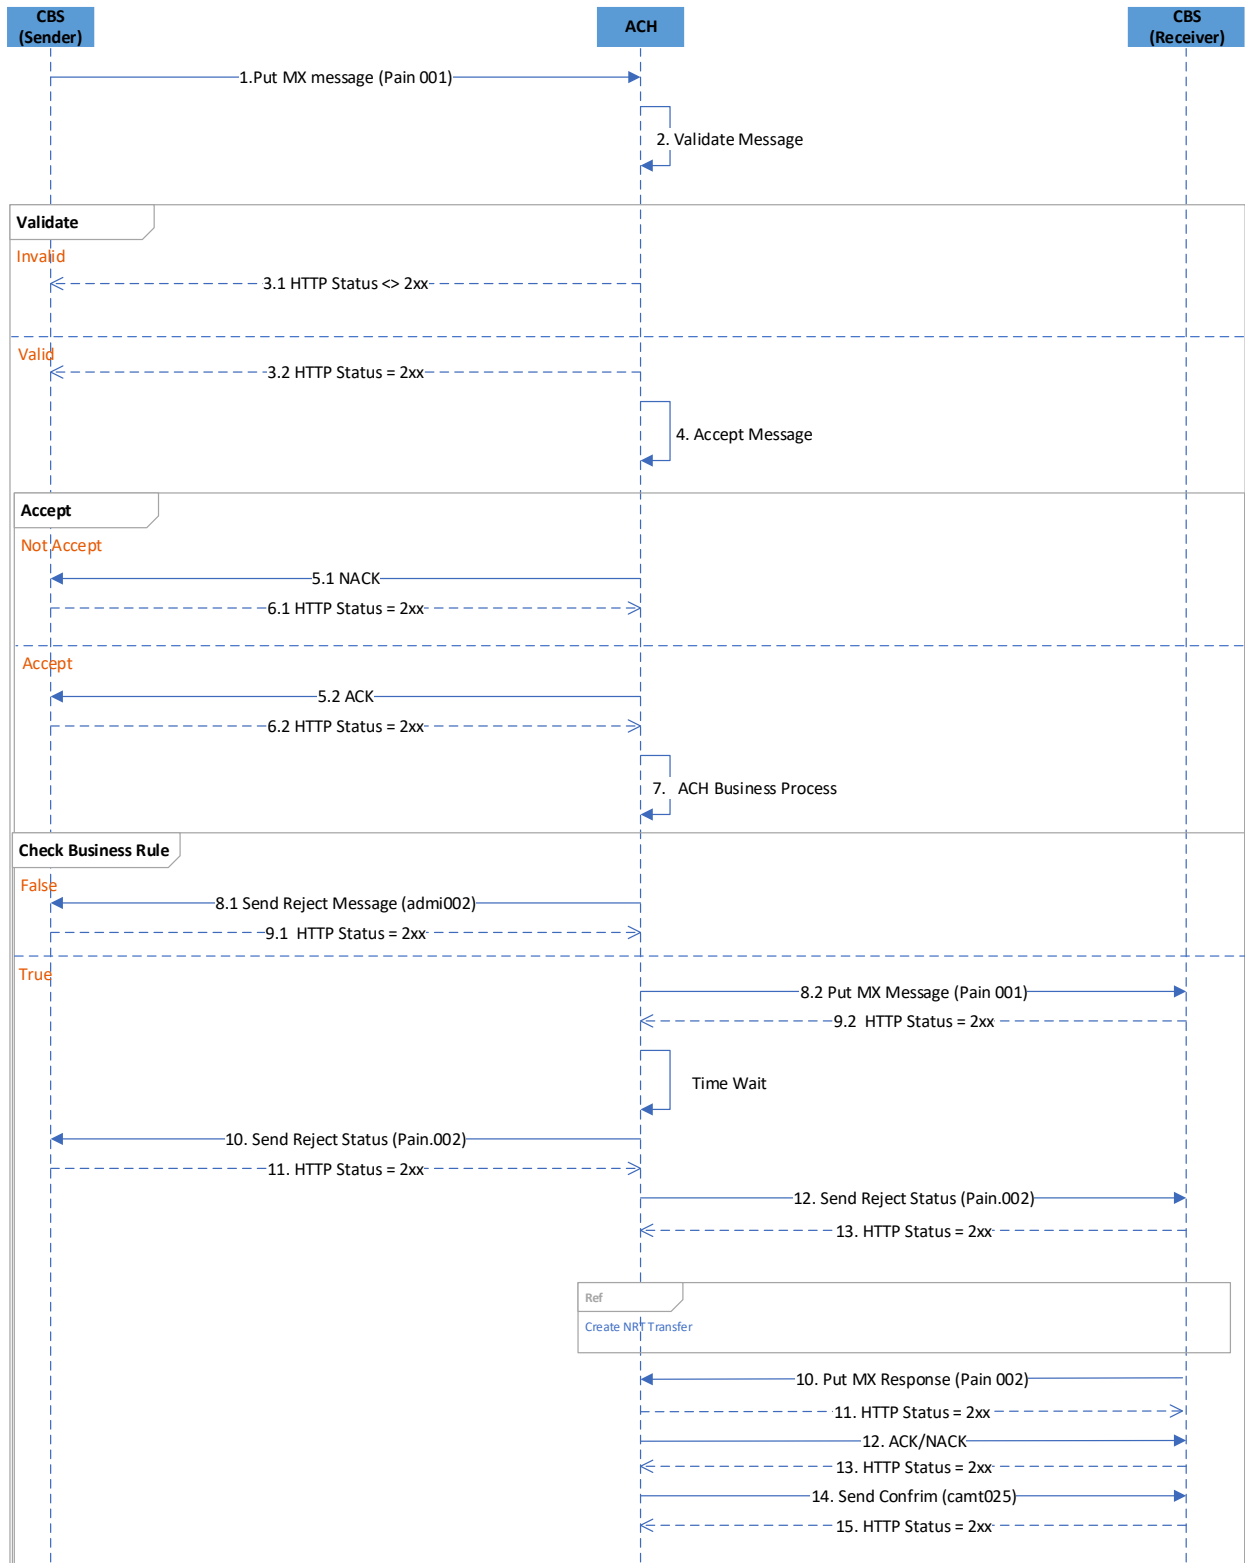 CBS
(Sender)
ACH
CBS
(Receiver)
1.Put MX message (Pain 001)
2. Validate Message
Validate
Invalid
3.1 HTTP Status <> 2xx
Valid
3.2 HTTP Status = 2xx
4. Accept Message
Accept
Not Accept
5.1 NACK
6.1 HTTP Status = 2xx
Accept
5.2 ACK
6.2 HTTP Status = 2xx
7. ACH Business Process
Check Business Rule
False
8.1 Send Reject Message (admi002)
9.1 HTTP Status = 2xx
True
8.2 Put MX Message (Pain 001)
9.2 HTTP Status = 2xx
Time Wait
10. Send Reject Status (Pain.002)
11. HTTP Status = 2xx
12. Send Reject Status (Pain.002)
13. HTTP Status = 2xx
Ref
Create NRT Transfer
10. Put MX Response (Pain 002)
11. HTTP Status = 2xx
12. ACK/NACK
13. HTTP Status = 2xx
14. Send Confrim (camt025)
15. HTTP Status = 2xx